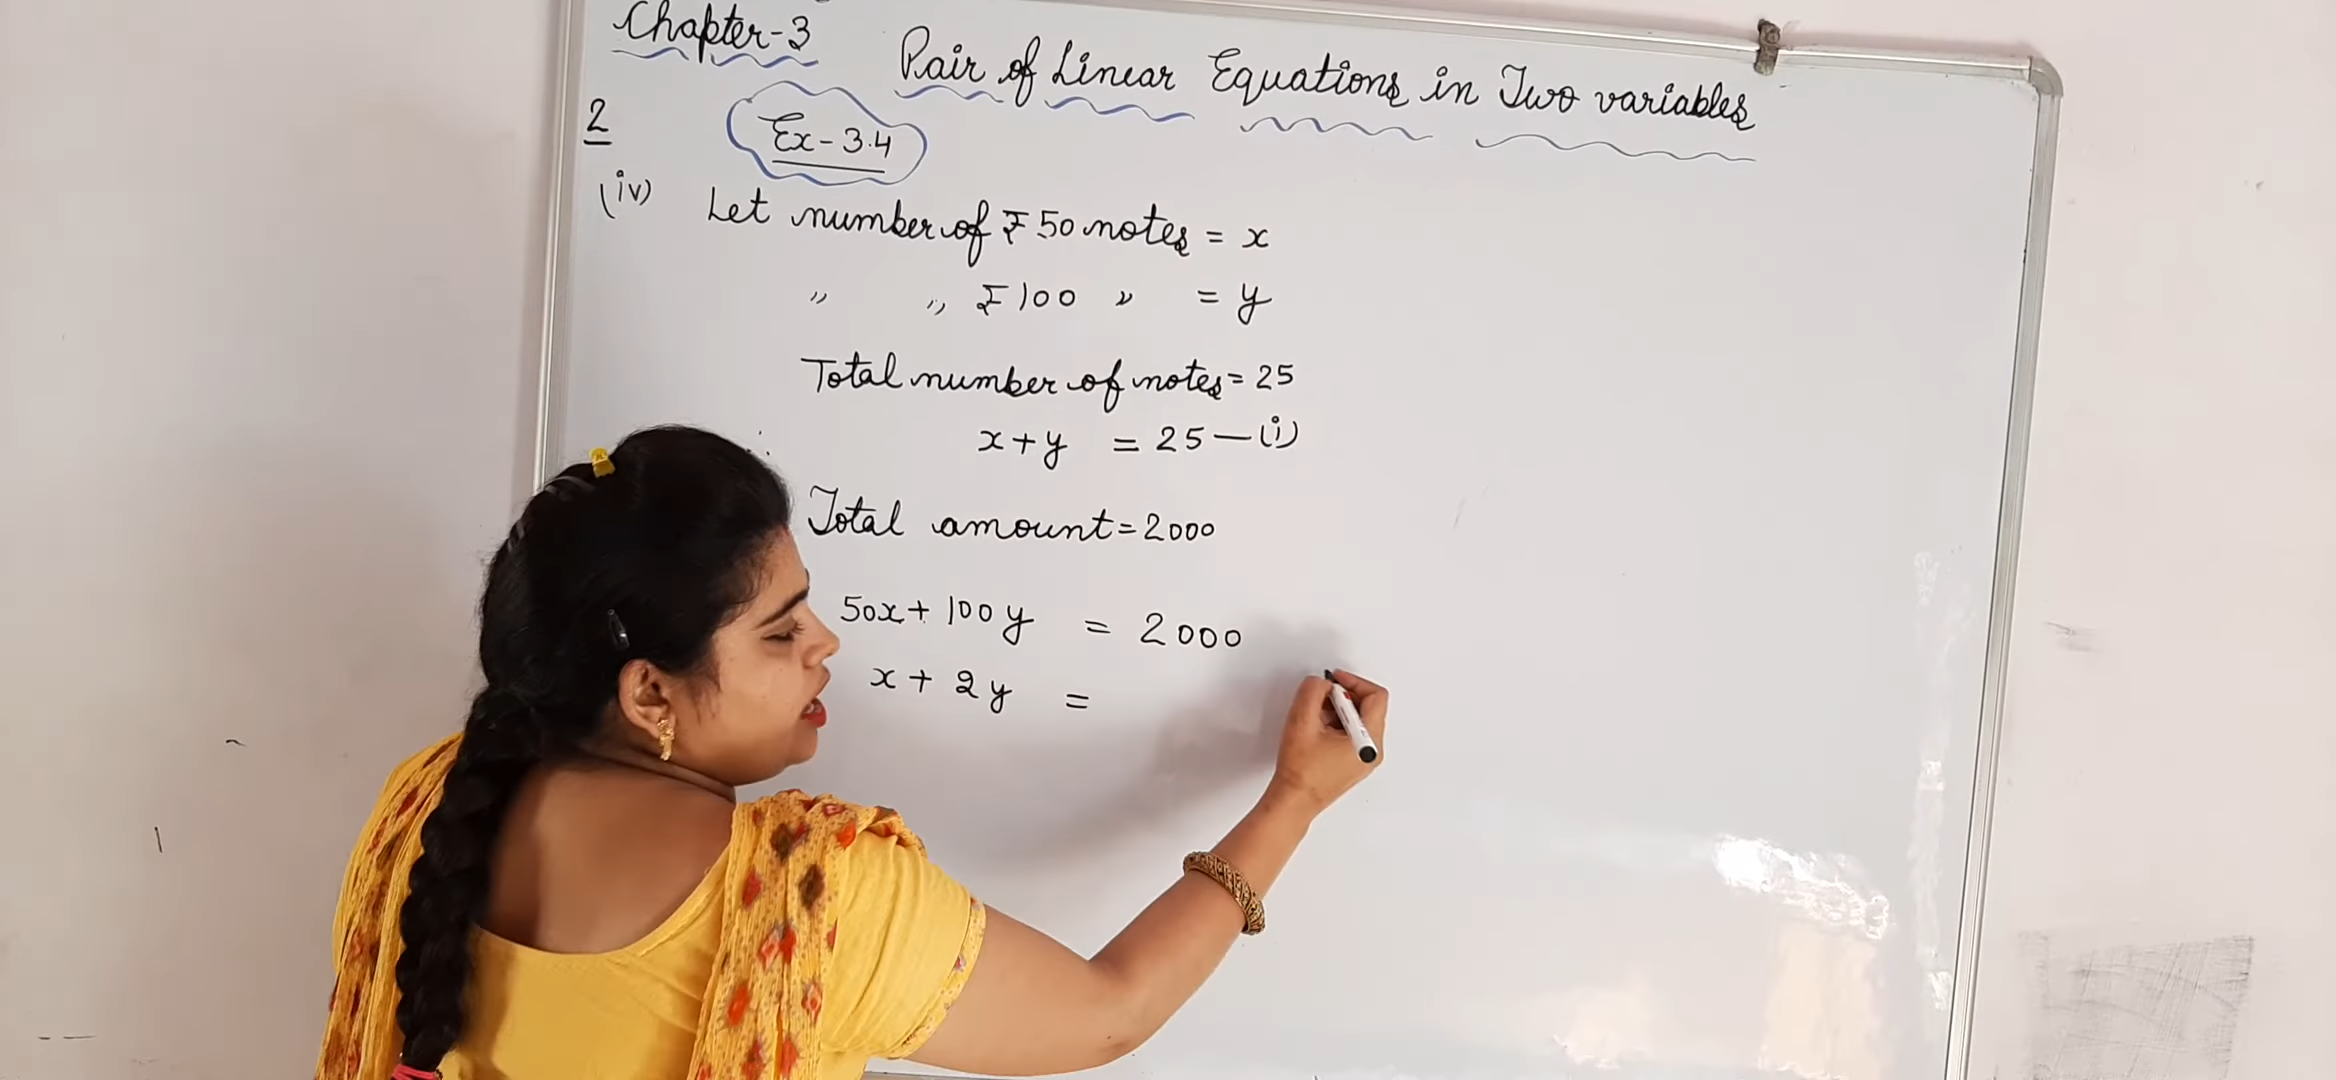 Chapter-3 Pair of Linear Equations in Two variables
2 Ex-3.4
(iv) Let number of ₹50 notes = x
" " ₹100 " = y
Total number of notes = 25
x+y = 25 — (i)
Total amount = 2000
50x + 100y = 2000
x + 2y =